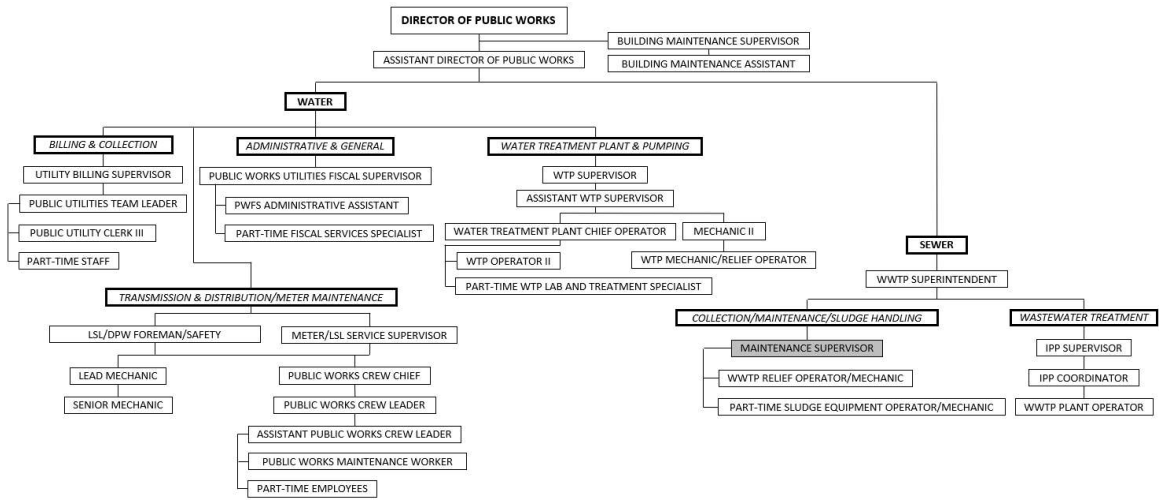 DIRECTOR OF PUBLIC WORKS
BUILDING MAINTENANCE SUPERVISOR
ASSISTANT DIRECTOR OF PUBLIC WORKS
BUILDING MAINTENANCE ASSISTANT
WATER
BILLING & COLLECTION
UTILITY BILLING SUPERVISOR
PUBLIC UTILITIES TEAM LEADER
PUBLIC UTILITY CLERK III
PART-TIME STAFF
ADMINISTRATIVE & GENERAL
PUBLIC WORKS UTILITIES FISCAL SUPERVISOR
PWFS ADMINISTRATIVE ASSISTANT
PART-TIME FISCAL SERVICES SPECIALIST
WATER TREATMENT PLANT & PUMPING
WTP SUPERVISOR
ASSISTANT WTP SUPERVISOR
WATER TREATMENT PLANT CHIEF OPERATOR
WTP OPERATOR II
PART-TIME WTP LAB AND TREATMENT SPECIALIST
MECHANIC II
WTP MECHANIC/RELIEF OPERATOR
TRANSMISSION & DISTRIBUTION/METER MAINTENANCE
LSL/DPW FOREMAN/SAFETY
METER/LSL SERVICE SUPERVISOR
LEAD MECHANIC
SENIOR MECHANIC
PUBLIC WORKS CREW CHIEF
PUBLIC WORKS CREW LEADER
ASSISTANT PUBLIC WORKS CREW LEADER
PUBLIC WORKS MAINTENANCE WORKER
PART-TIME EMPLOYEES
SEWER
WWTP SUPERINTENDENT
COLLECTION/MAINTENANCE/SLUDGE HANDLING
MAINTENANCE SUPERVISOR
WWTP RELIEF OPERATOR/MECHANIC
PART-TIME SLUDGE EQUIPMENT OPERATOR/MECHANIC
WASTEWATER TREATMENT
IPP SUPERVISOR
IPP COORDINATOR
WWTP PLANT OPERATOR